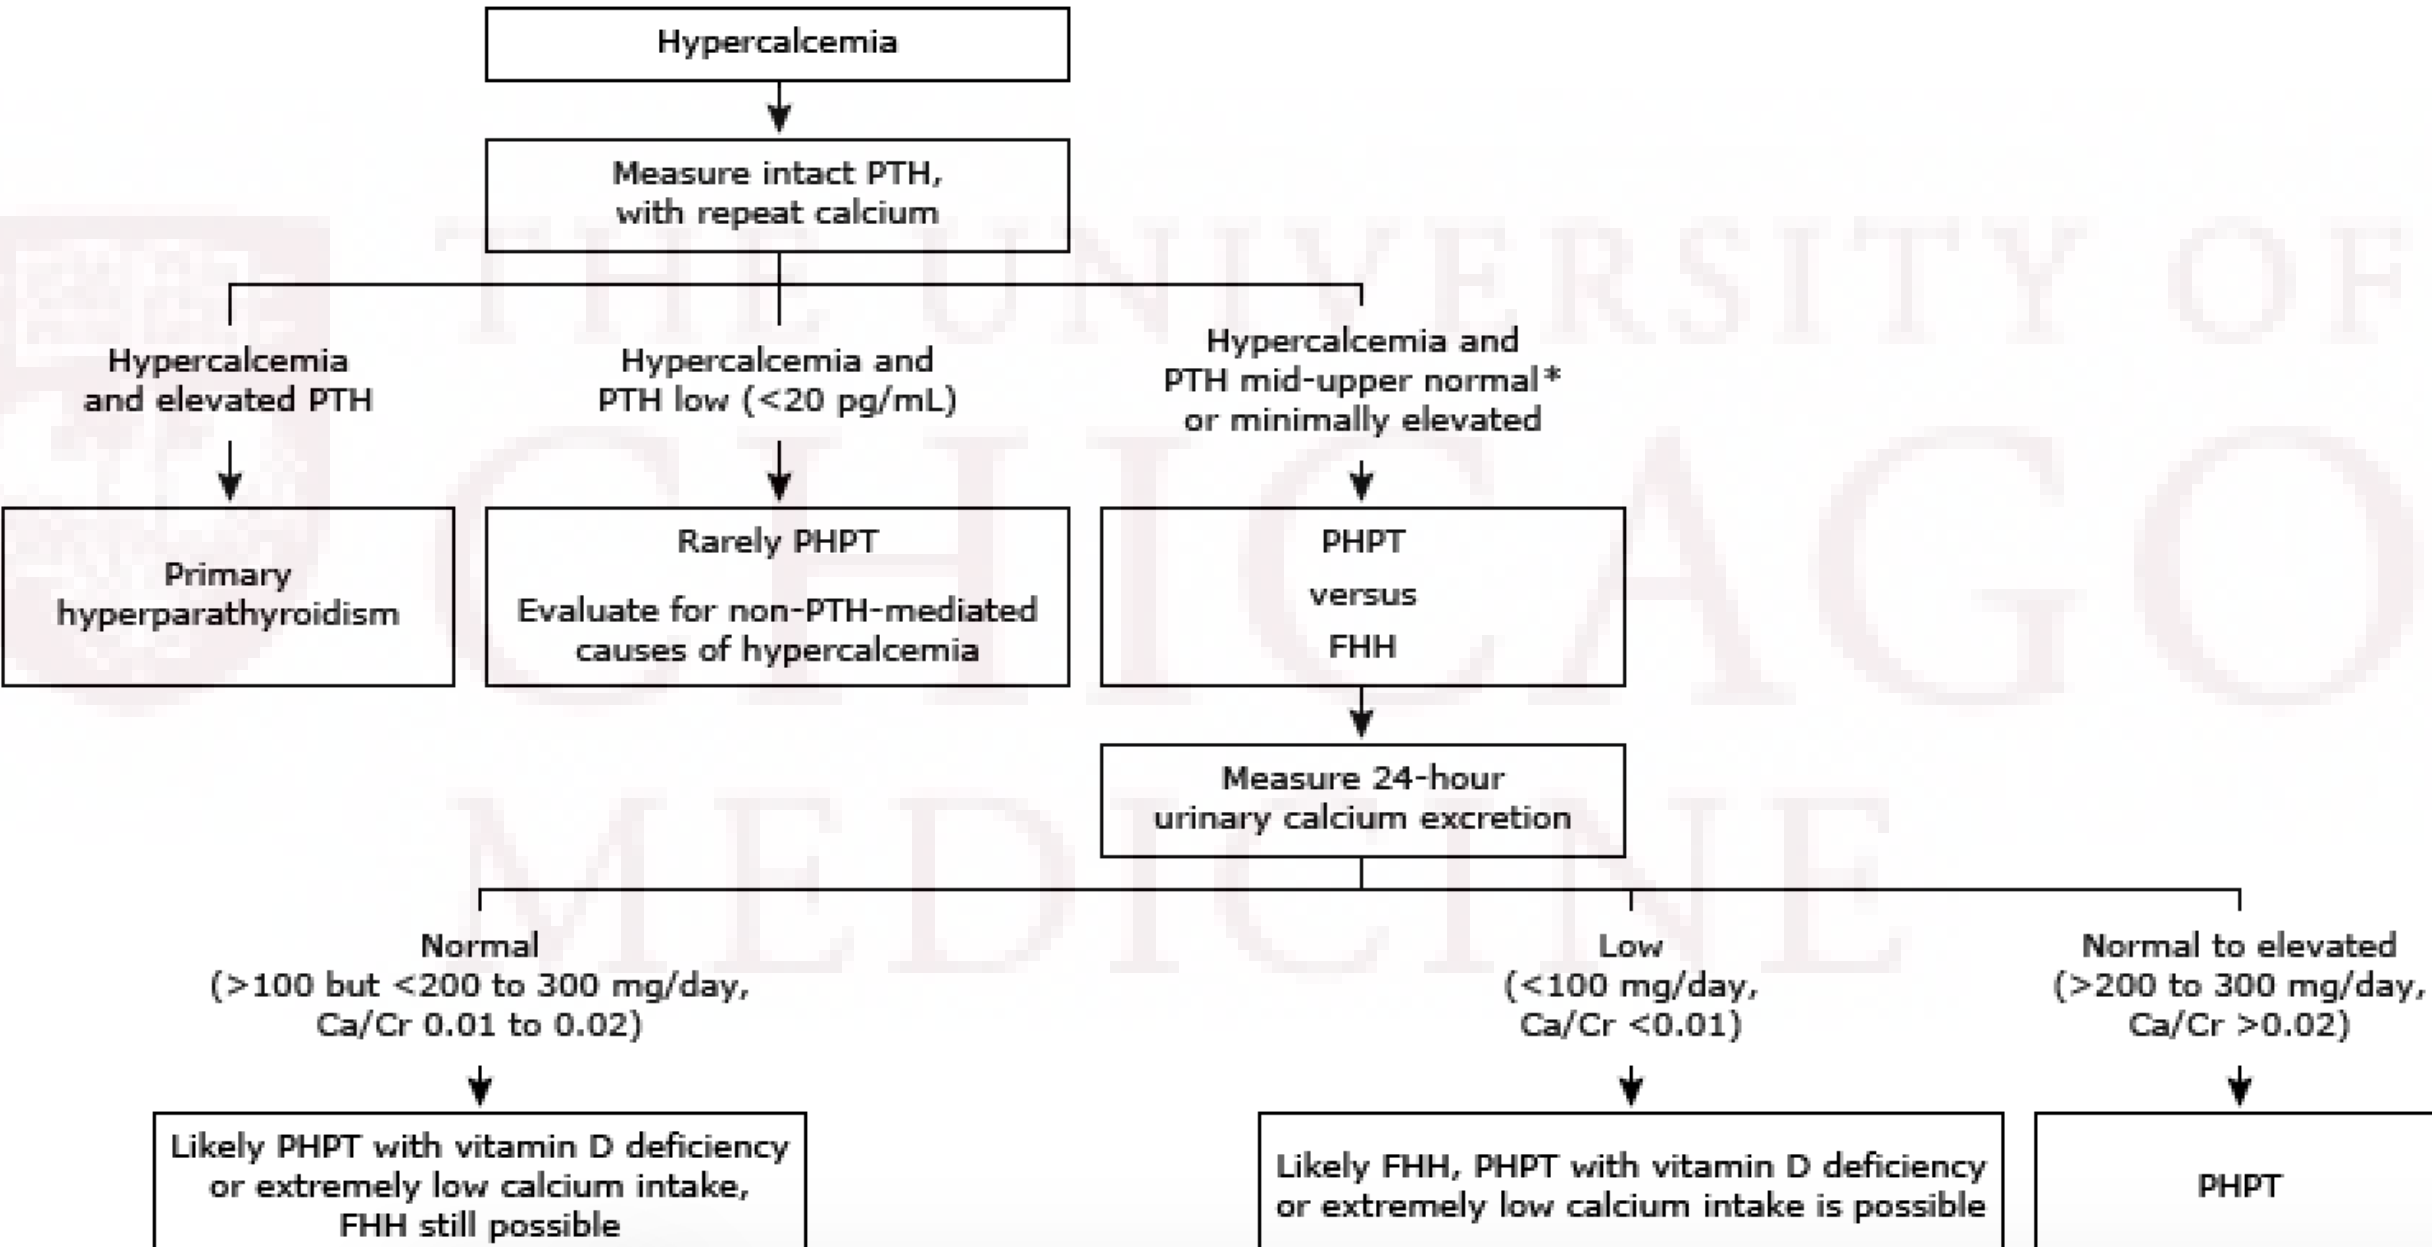 Hypercalcemia
Measure intact PTH,
with repeat calcium
Hypercalcemia
and elevated PTH
Hypercalcemia and
PTH low (<20 pg/mL)
Hypercalcemia and
PTH mid-upper normal*
or minimally elevated
Primary
hyperparathyroidism
Rarely PHPT
Evaluate for non-PTH-mediated
causes of hypercalcemia
PHPT
versus
FHH
Measure 24-hour
urinary calcium excretion
Normal
(>100 but <200 to 300 mg/day,
Ca/Cr 0.01 to 0.02)
Low
(<100 mg/day,
Ca/Cr <0.01)
Normal to elevated
(>200 to 300 mg/day,
Ca/Cr >0.02)
Likely PHPT with vitamin D deficiency
or extremely low calcium intake,
FHH still possible
Likely FHH, PHPT with vitamin D deficiency
or extremely low calcium intake is possible
PHPT
THE UNIVERSITY OF
CHICAGO
MEDICINE